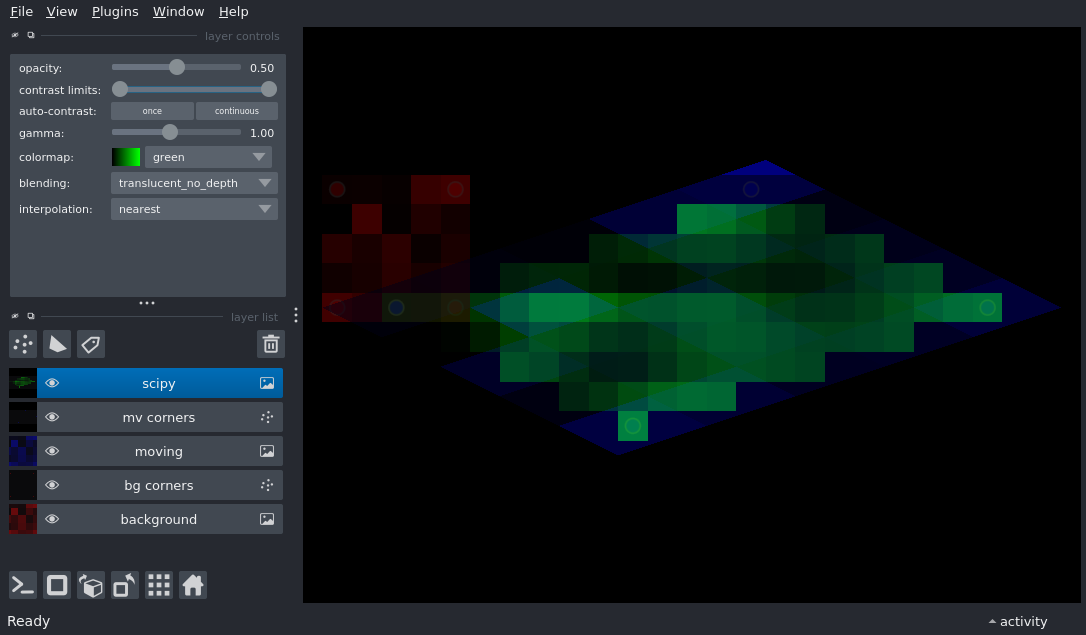 File View Plugins Window Help
layer controls
opacity: 0.50
contrast limits:
auto-contrast: once continuous
gamma: 1.00
colormap: green
blending: translucent_no_depth
interpolation: nearest
layer list
scipy
mv corners
moving
bg corners
background
Ready
activity